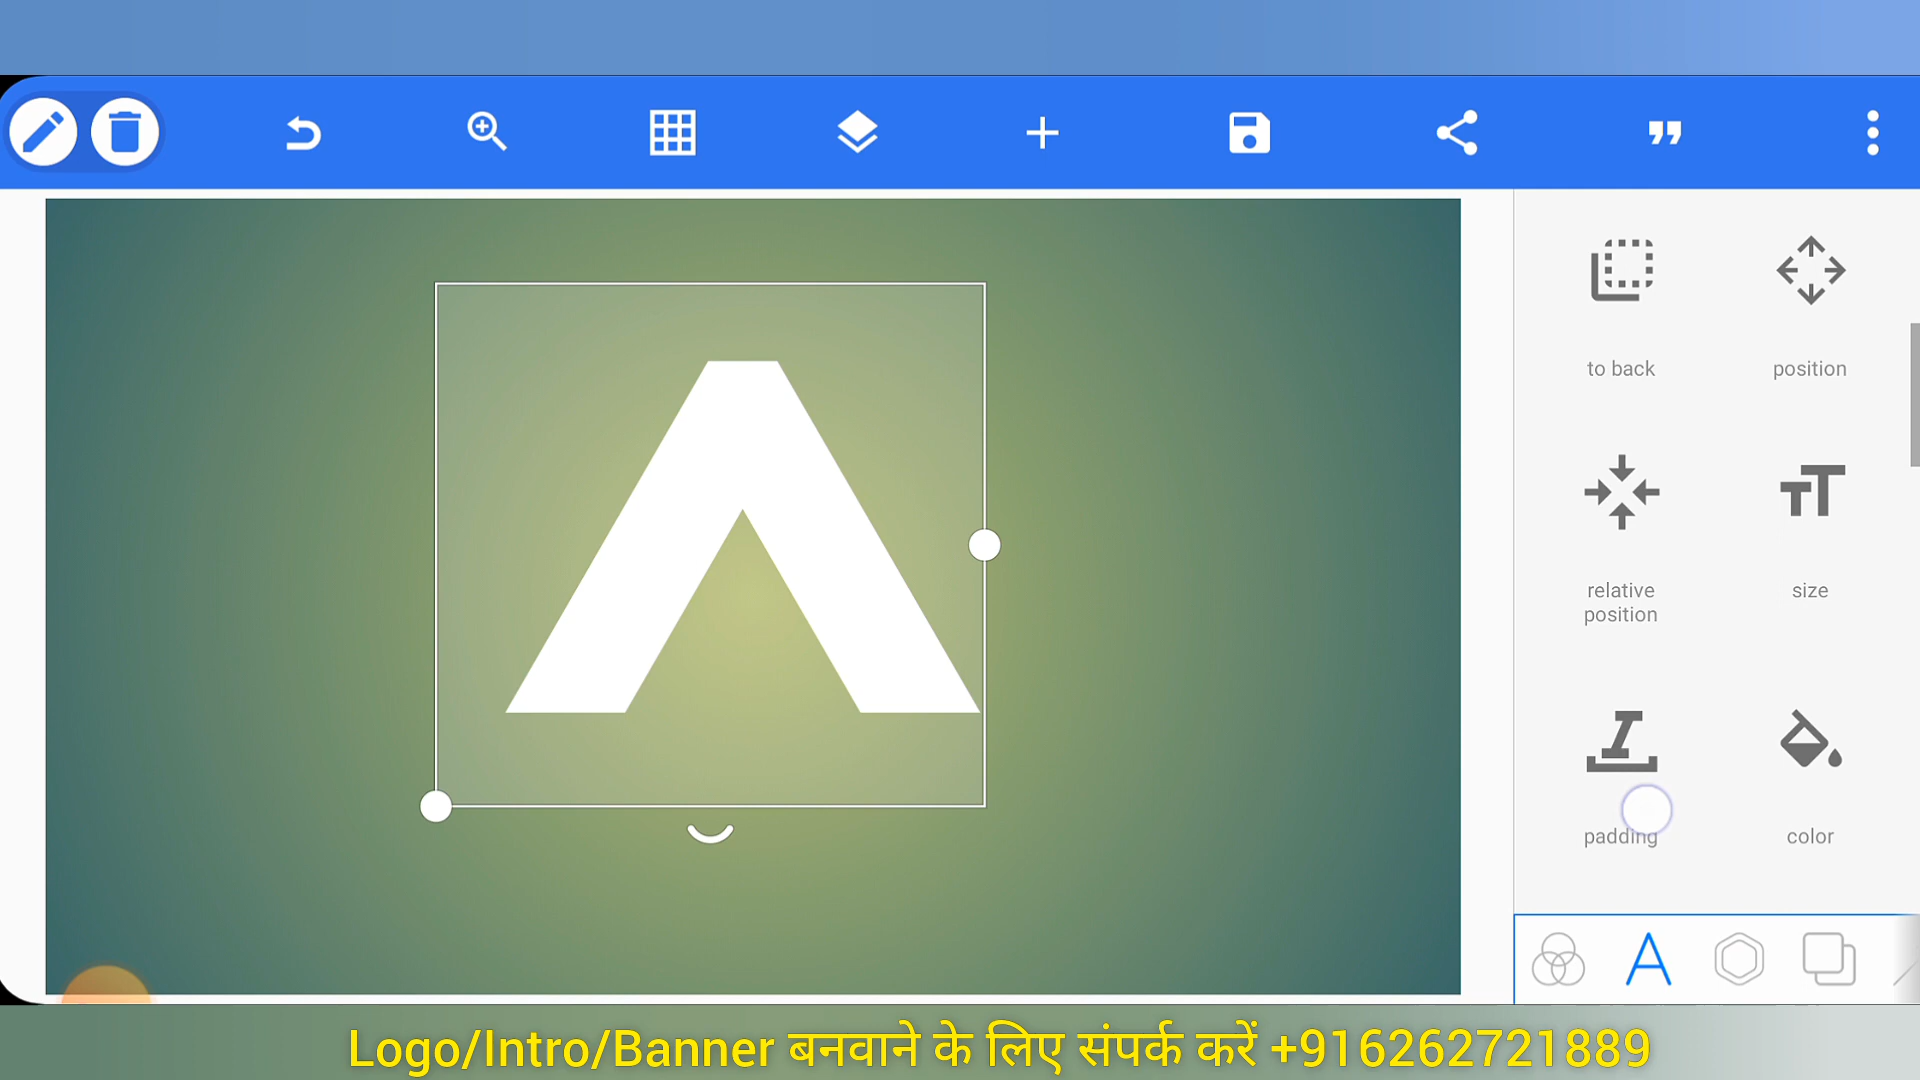 to back
position
relative
position
size
padding
color
Logo/Intro/Banner बनवाने के लिए संपर्क करें +916262721889